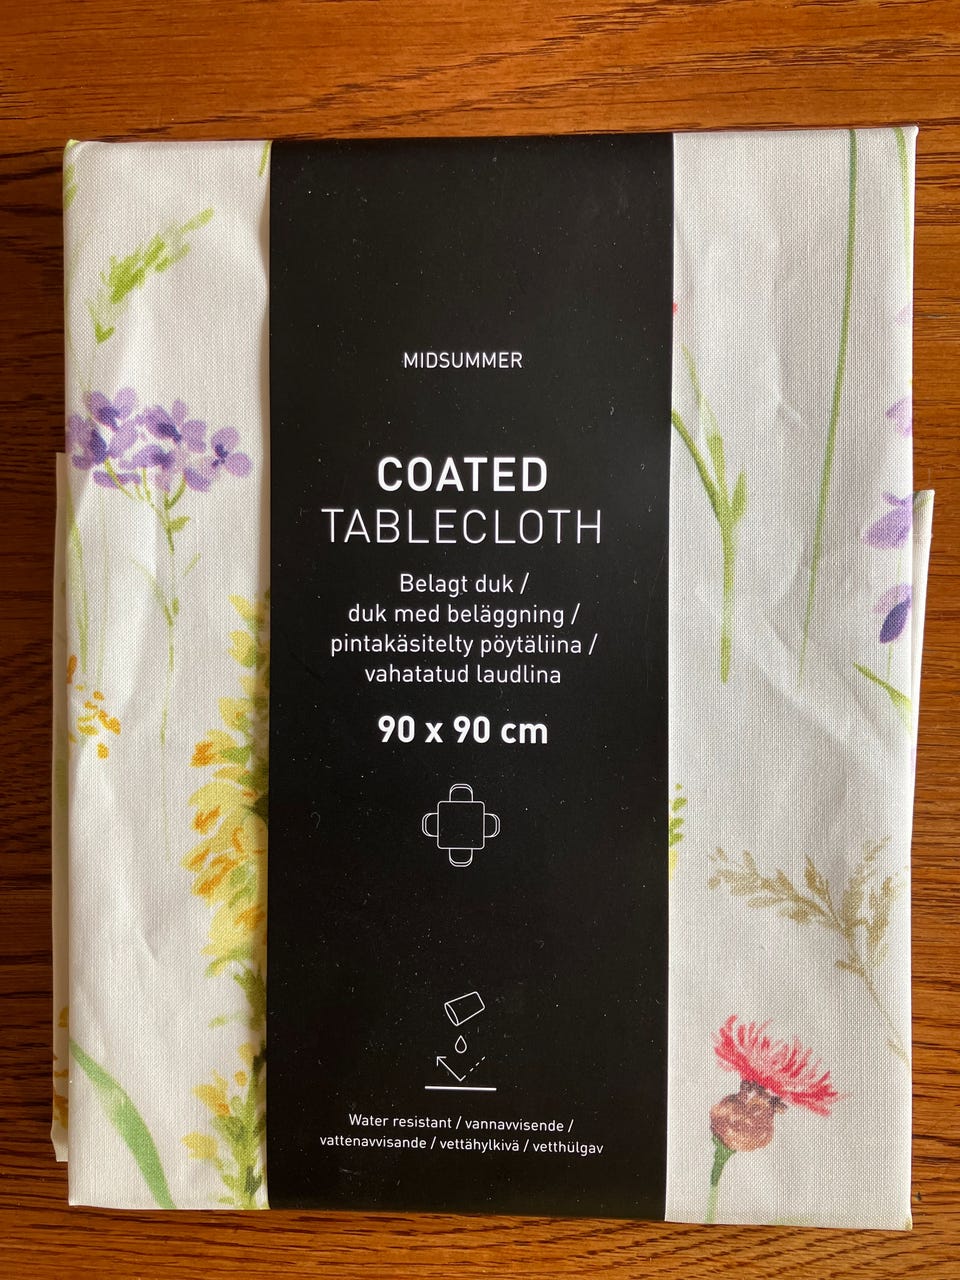 MIDSUMMER
COATED
TABLECLOTH
Belagt duk /
duk med beläggning /
pintakäsitelty pöytäliina /
vahatatud laudlina
90 x 90 cm
Water resistant / vannavvisende /
vattenavvisande / vettähylkivä / vetthülgav